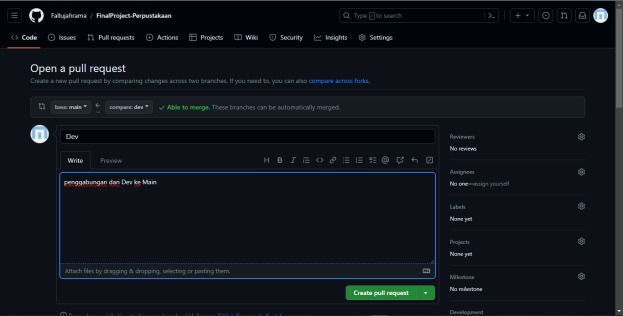 Fallujahrama / FinalProject-Perpustakaan
Type / to search
Code Issues Pull requests Actions Projects Wiki Security Insights Settings
Open a pull request
Create a new pull request by comparing changes across two branches. If you need to, you can also compare across forks.
base: main compare: dev Able to merge. These branches can be automatically merged.
Dev
Write Preview
penggabungan dari Dev ke Main
Attach files by dragging & dropping, selecting or pasting them.
Create pull request
Reviewers
No reviews
Assignees
No one—assign yourself
Labels
None yet
Projects
None yet
Milestone
No milestone
Development